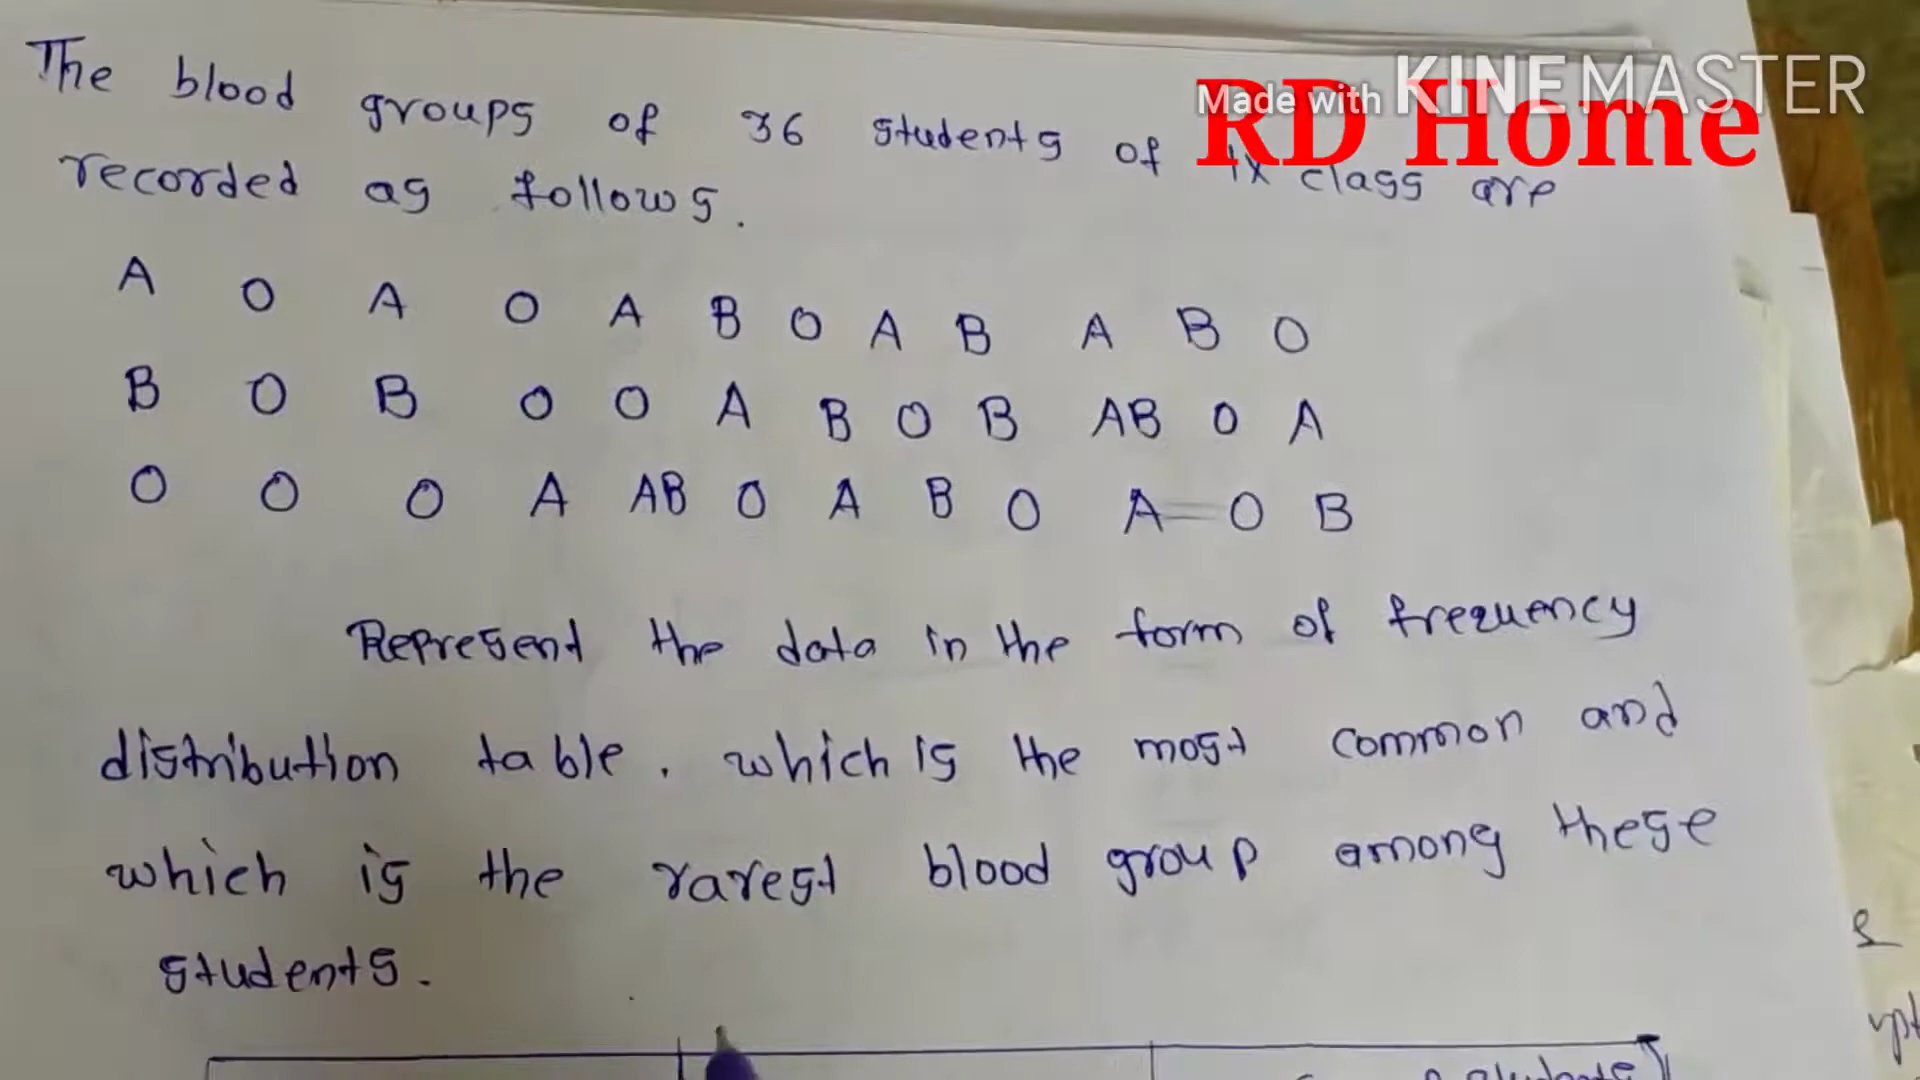 The blood groups of 36 students of IX class are
recorded as follows.
Made with KINEMASTER
RD Home
A O A O A B O A B A B O
B O B O O A B O B AB O A
O O O A AB O A B O A O B
Represent the data in the form of frequency
distribution table. which is the most common and
which is the rarest blood group among these
students.